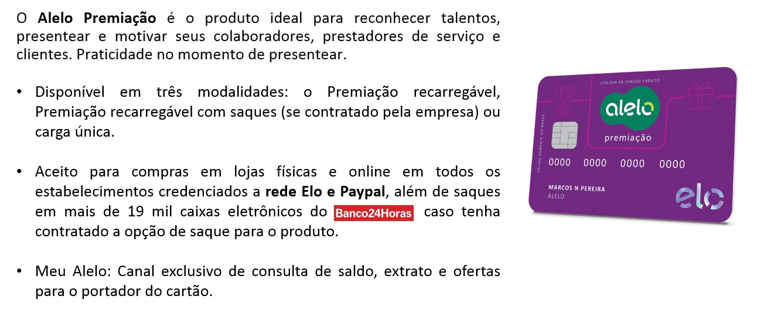 O Alelo Premiação é o produto ideal para reconhecer talentos,
presentear e motivar seus colaboradores, prestadores de serviço e
clientes. Praticidade no momento de presentear.
• Disponível em três modalidades: o Premiação recarregável,
Premiação recarregável com saques (se contratado pela empresa) ou
carga única.
• Aceito para compras em lojas físicas e online em todos os
estabelecimentos credenciados a rede Elo e Paypal, além de saques
em mais de 19 mil caixas eletrônicos do Banco24Horas caso tenha
contratado a opção de saque para o produto.
• Meu Alelo: Canal exclusivo de consulta de saldo, extrato e ofertas
para o portador do cartão.
UTILIZAR NA FUNÇÃO CRÉDITO
alelo
premiação
0000 0000 0000 0000
MARCOS N PEREIRA
ALELO
elo